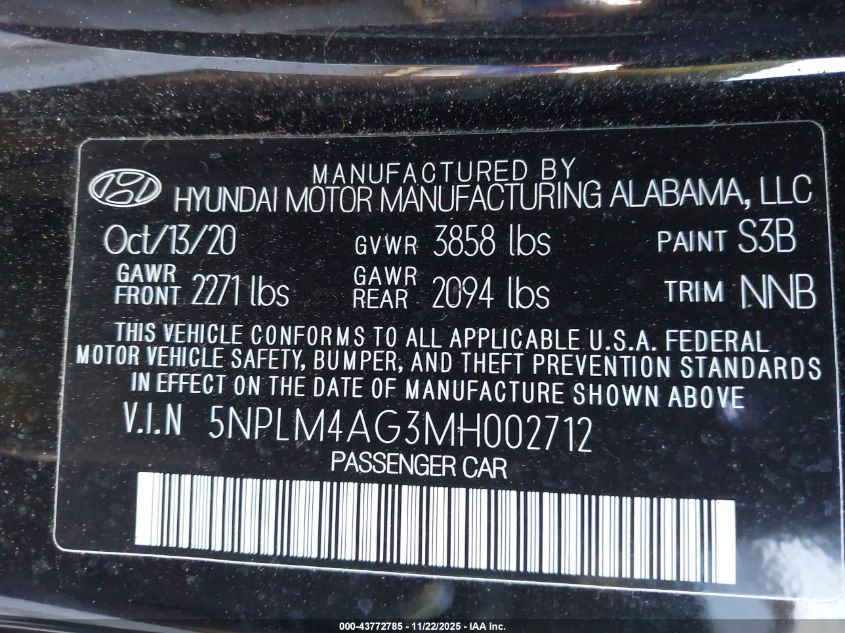 MANUFACTURED BY
HYUNDAI MOTOR MANUFACTURING ALABAMA, LLC
Oct/13/20 GVWR 3858 lbs PAINT S3B
GAWR FRONT 2271 lbs GAWR REAR 2094 lbs TRIM NNB
THIS VEHICLE CONFORMS TO ALL APPLICABLE U.S.A. FEDERAL
MOTOR VEHICLE SAFETY, BUMPER, AND THEFT PREVENTION STANDARDS
IN EFFECT ON THE DATE OF MANUFACTURE SHOWN ABOVE
V.I.N 5NPLM4AG3MH002712
PASSENGER CAR
000-43772785 - 11/22/2025 - IAA Inc.